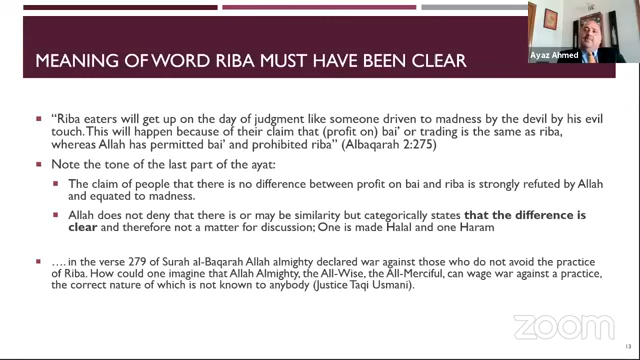 Ayaz Ahmed
MEANING OF WORD RIBA MUST HAVE BEEN CLEAR
“Riba eaters will get up on the day of judgment like someone driven to madness by the devil by his evil
touch. This will happen because of their claim that (profit on) bai’ or trading is the same as riba,
whereas Allah has permitted bai’ and prohibited riba” (Albaqarah 2:275)
Note the tone of the last part of the ayat:
The claim of people that there is no difference between profit on bai and riba is strongly refuted by Allah
and equated to madness.
Allah does not deny that there is or may be similarity but categorically states that the difference is
clear and therefore not a matter for discussion; One is made Halal and one Haram
…. in the verse 279 of Surah al-Baqarah Allah almighty declared war against those who do not avoid the practice
of Riba. How could one imagine that Allah Almighty, the All-Wise, the All-Merciful, can wage war against a practice,
the correct nature of which is not known to anybody (Justice Taqi Usmani).
zoom
13